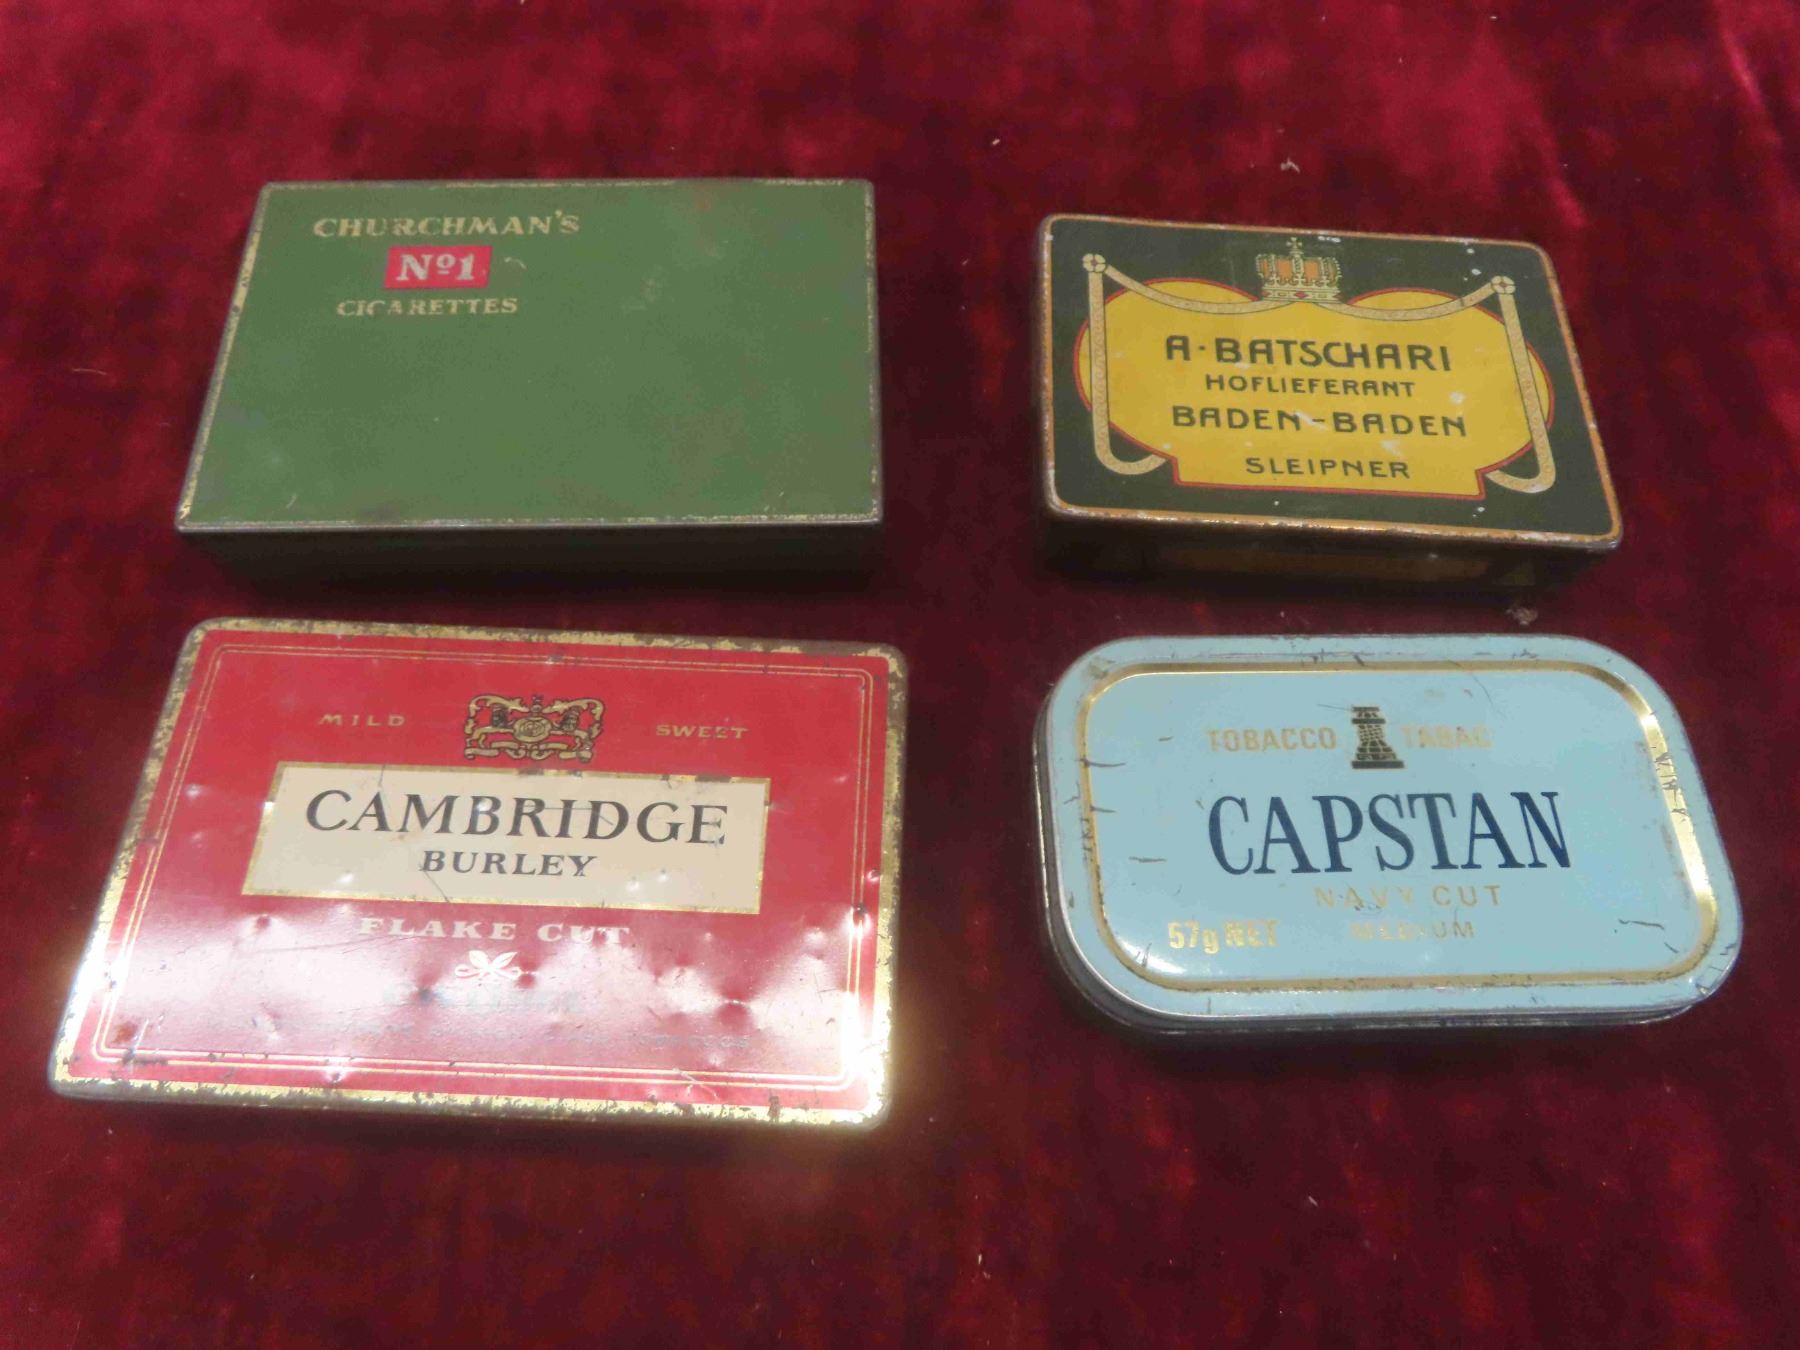 CHURCHMAN'S
Nº1
CIGARETTES
A·BATSCHARI
HOFLIEFERANT
BADEN-BADEN
SLEIPNER
MILD SWEET
CAMBRIDGE
BURLEY
FLAKE CUT
TOBACCOS
TOBACCO TABAC
CAPSTAN
NAVY CUT
57g NET MEDIUM